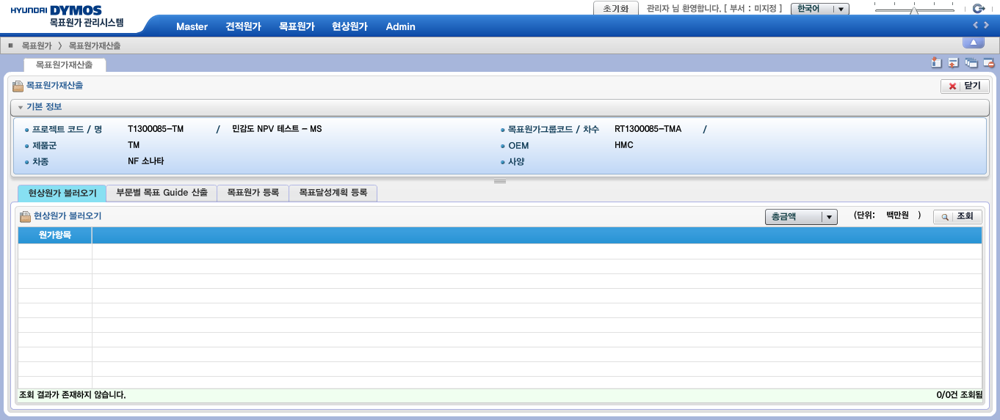 HYUNDAI DYMOS
목표원가 관리시스템
초기화 관리자 님 환영합니다. [ 부서 : 미지정 ] 한국어
Master 견적원가 목표원가 현상원가 Admin
목표원가 > 목표원가재산출
목표원가재산출
목표원가재산출 닫기
기본 정보
프로젝트 코드 / 명 T1300085-TM / 민감도 NPV 테스트 - MS 목표원가그룹코드 / 차수 RT1300085-TMA /
제품군 TM OEM HMC
차종 NF 소나타 사양
현상원가 불러오기 부문별 목표 Guide 산출 목표원가 등록 목표달성계획 등록
현상원가 불러오기 총금액 (단위: 백만원 ) 조회
원가항목
조회 결과가 존재하지 않습니다. 0/0건 조회됨